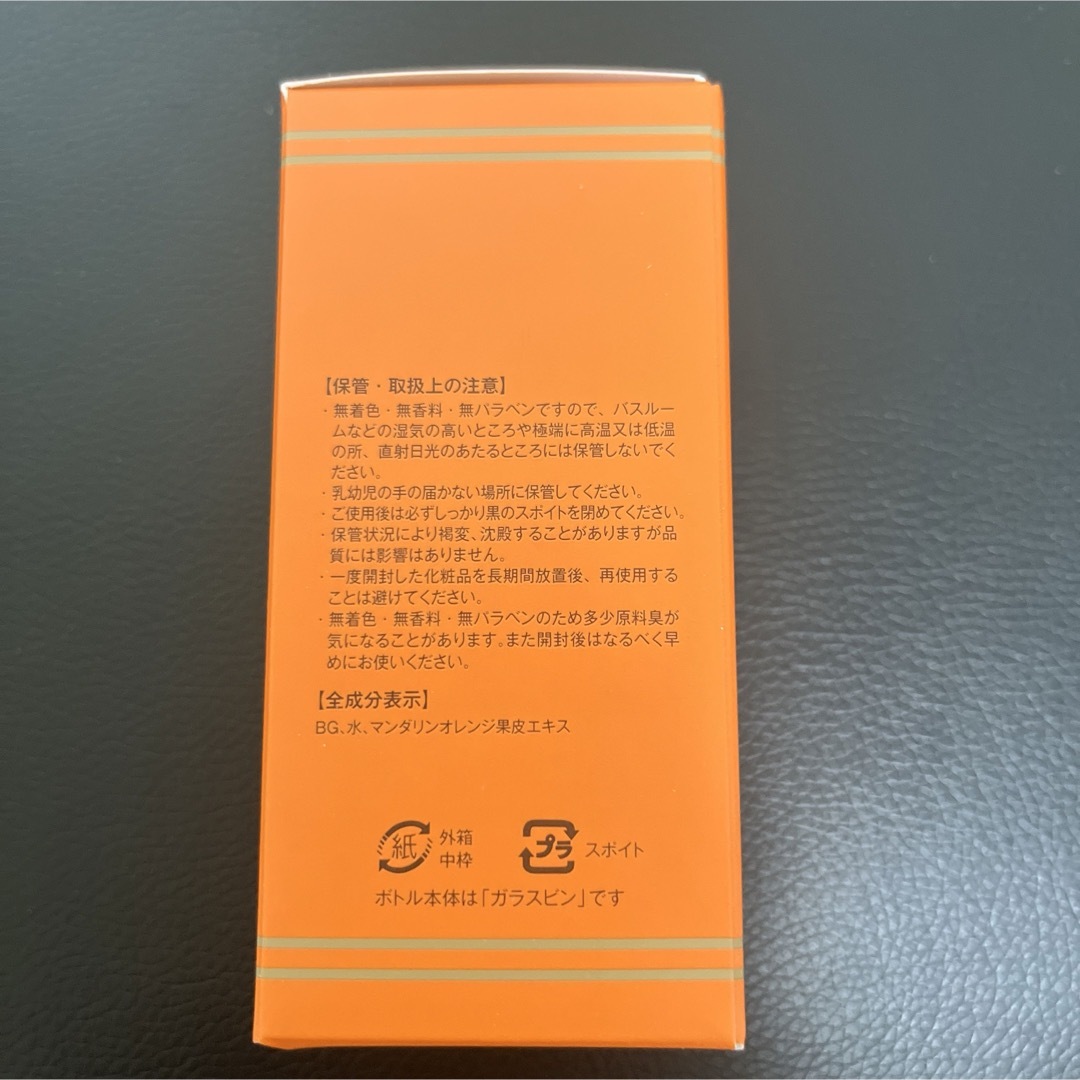 【保管・取扱上の注意】
・無着色・無香料・無パラベンですので、バスルー
ムなどの湿気の高いところや極端に高温又は低温
の所、直射日光のあたるところには保管しないでく
ださい。
・乳幼児の手の届かない場所に保管してください。
・ご使用後は必ずしっかり黒のスポイトを閉めてください。
・保管状況により褐変、沈殿することがありますが品
質には影響はありません。
・一度開封した化粧品を長期間放置後、再使用する
ことは避けてください。
・無着色・無香料・無パラベンのため多少原料臭が
気になることがあります。また開封後はなるべく早
めにお使いください。
【全成分表示】
BG、水、マンダリンオレンジ果皮エキス
紙 外箱
中枠
プラ スポイト
ボトル本体は「ガラスビン」です